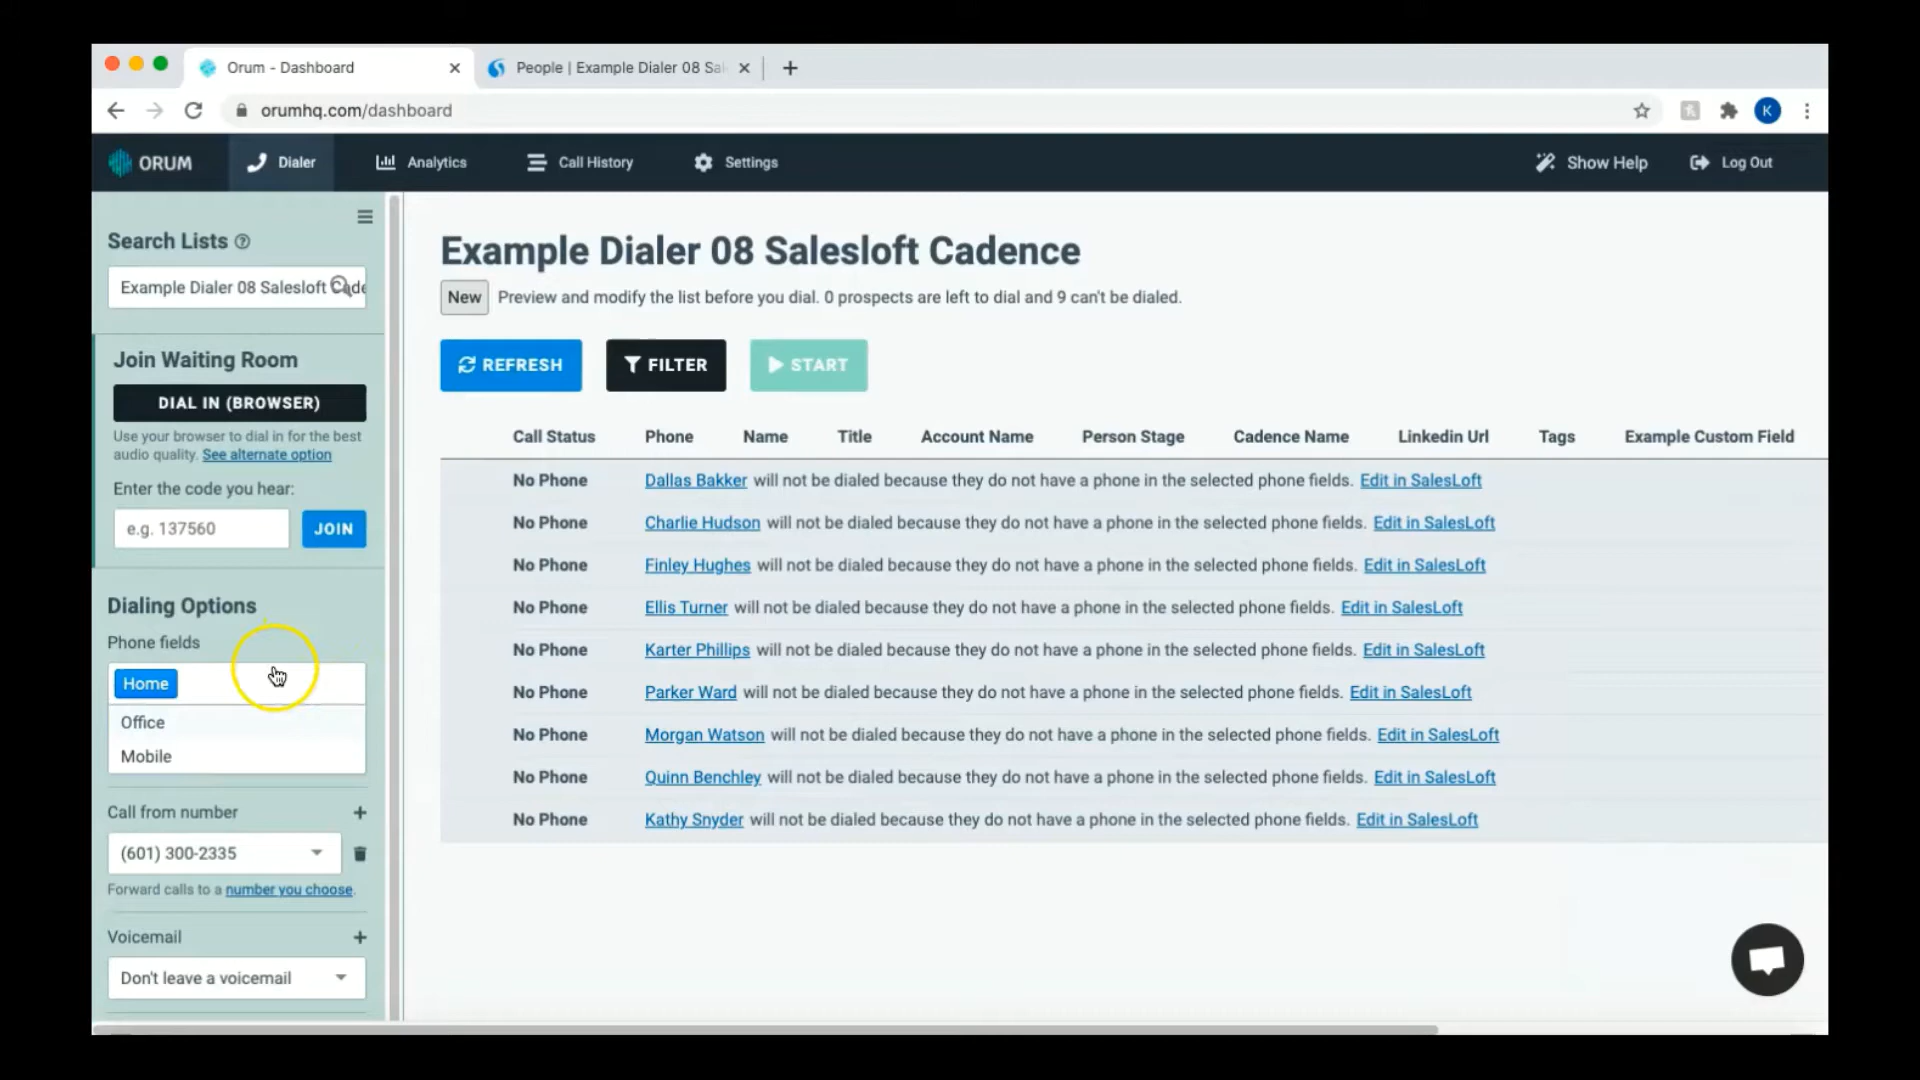 Orum - Dashboard
People | Example Dialer 08 Sal
orumhq.com/dashboard
K
ORUM
Dialer
Analytics
Call History
Settings
Show Help
Log Out
Search Lists
Example Dialer 08 Salesloft Cade
Join Waiting Room
DIAL IN (BROWSER)
Use your browser to dial in for the best
audio quality. See alternate option
Enter the code you hear:
e.g. 137560
JOIN
Dialing Options
Phone fields
Home
Office
Mobile
Call from number
(601) 300-2335
Forward calls to a number you choose.
Voicemail
Don't leave a voicemail
Example Dialer 08 Salesloft Cadence
New Preview and modify the list before you dial. 0 prospects are left to dial and 9 can't be dialed.
REFRESH
FILTER
START
Call Status Phone Name Title Account Name Person Stage Cadence Name Linkedin Url Tags Example Custom Field
No Phone Dallas Bakker will not be dialed because they do not have a phone in the selected phone fields. Edit in SalesLoft
No Phone Charlie Hudson will not be dialed because they do not have a phone in the selected phone fields. Edit in SalesLoft
No Phone Finley Hughes will not be dialed because they do not have a phone in the selected phone fields. Edit in SalesLoft
No Phone Ellis Turner will not be dialed because they do not have a phone in the selected phone fields. Edit in SalesLoft
No Phone Karter Phillips will not be dialed because they do not have a phone in the selected phone fields. Edit in SalesLoft
No Phone Parker Ward will not be dialed because they do not have a phone in the selected phone fields. Edit in SalesLoft
No Phone Morgan Watson will not be dialed because they do not have a phone in the selected phone fields. Edit in SalesLoft
No Phone Quinn Benchley will not be dialed because they do not have a phone in the selected phone fields. Edit in SalesLoft
No Phone Kathy Snyder will not be dialed because they do not have a phone in the selected phone fields. Edit in SalesLoft